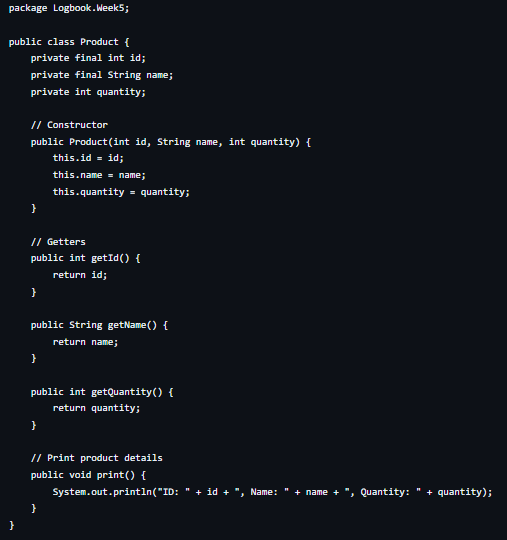 package Logbook.Week5;

public class Product {
    private final int id;
    private final String name;
    private int quantity;

    // Constructor
    public Product(int id, String name, int quantity) {
        this.id = id;
        this.name = name;
        this.quantity = quantity;
    }

    // Getters
    public int getId() {
        return id;
    }

    public String getName() {
        return name;
    }

    public int getQuantity() {
        return quantity;
    }

    // Print product details
    public void print() {
        System.out.println("ID: " + id + ", Name: " + name + ", Quantity: " + quantity);
    }
}